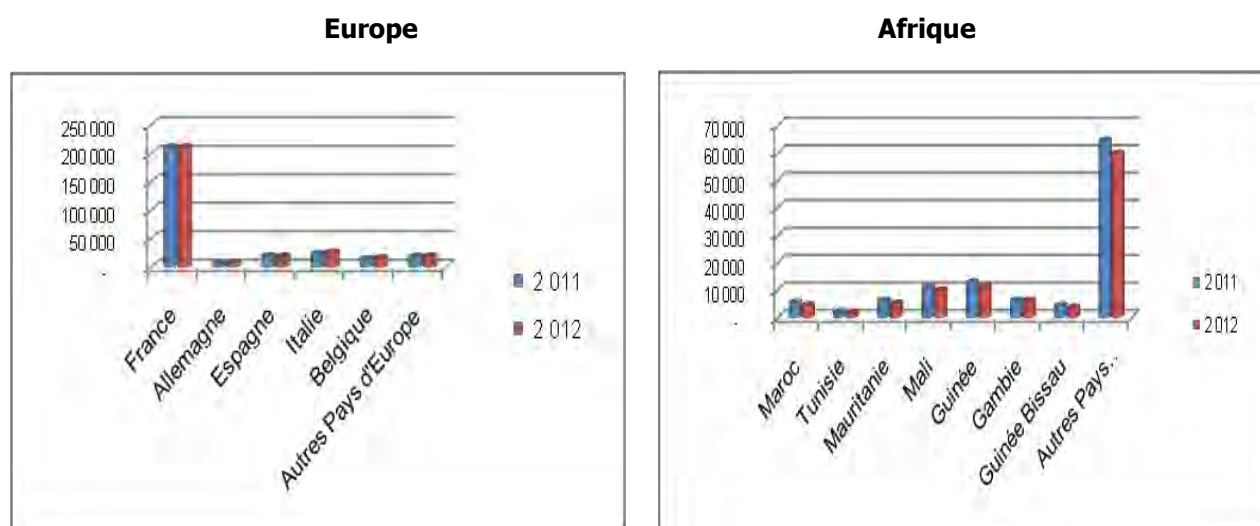 Europe
250 000
200 000
150 000
100 000
50 000
-
France
Allemagne
Espagne
Italie
Belgique
Autres Pays d'Europe
2 011
2 012
Afrique
70 000
60 000
50 000
40 000
30 000
20 000
10 000
-
Maroc
Tunisie
Mauritanie
Mali
Guinée
Gambie
Guinée Bissau
Autres Pays...
2011
2012